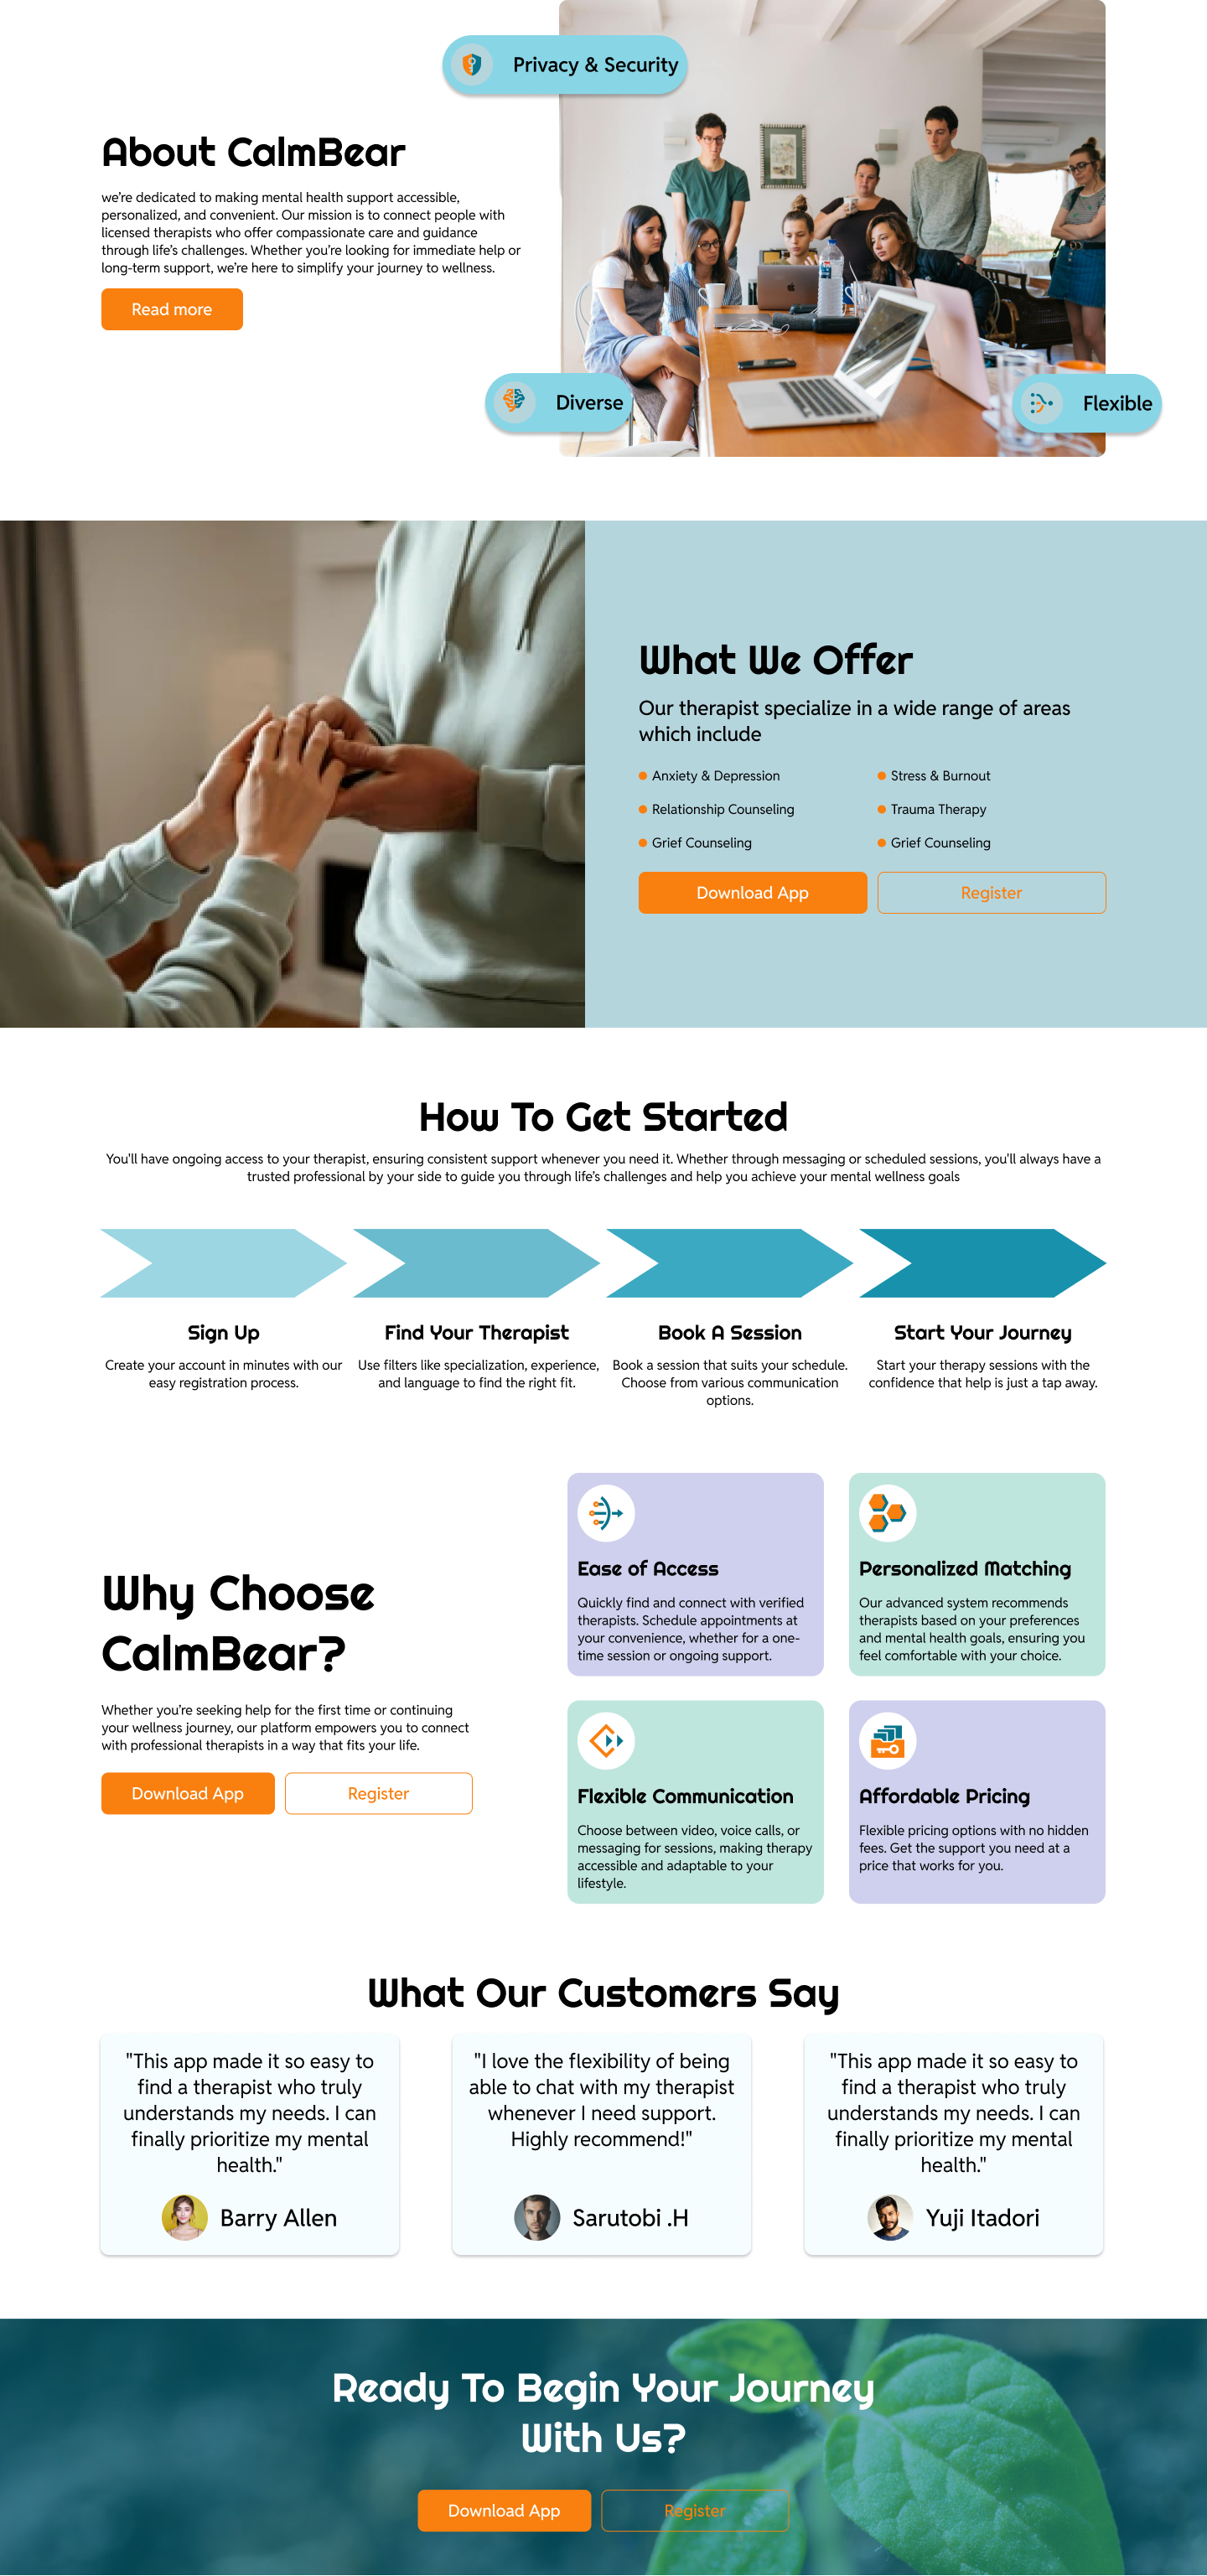 Privacy & Security
About CalmBear
we're dedicated to making mental health support accessible,
personalized, and convenient. Our mission is to connect people with
licensed therapists who offer compassionate care and guidance
through life's challenges. Whether you're looking for immediate help or
long-term support, we're here to simplify your journey to wellness.
Read more
Diverse
Flexible
What We Offer
Our therapist specialize in a wide range of areas
which include
Anxiety & Depression
Stress & Burnout
Relationship Counseling
Trauma Therapy
Grief Counseling
Grief Counseling
Download App
Register
How To Get Started
You'll have ongoing access to your therapist, ensuring consistent support whenever you need it. Whether through messaging or scheduled sessions, you'll always have a
trusted professional by your side to guide you through life's challenges and help you achieve your mental wellness goals
Sign Up
Create your account in minutes with our
easy registration process.
Find Your Therapist
Use filters like specialization, experience,
and language to find the right fit.
Book A Session
Book a session that suits your schedule.
Choose from various communication
options.
Start Your Journey
Start your therapy sessions with the
confidence that help is just a tap away.
Why Choose
CalmBear?
Whether you're seeking help for the first time or continuing
your wellness journey, our platform empowers you to connect
with professional therapists in a way that fits your life.
Download App
Register
Ease of Access
Quickly find and connect with verified
therapists. Schedule appointments at
your convenience, whether for a one-
time session or ongoing support.
Personalized Matching
Our advanced system recommends
therapists based on your preferences
and mental health goals, ensuring you
feel comfortable with your choice.
Flexible Communication
Choose between video, voice calls, or
messaging for sessions, making therapy
accessible and adaptable to your
lifestyle.
Affordable Pricing
Flexible pricing options with no hidden
fees. Get the support you need at a
price that works for you.
What Our Customers Say
"This app made it so easy to
find a therapist who truly
understands my needs. I can
finally prioritize my mental
health."
Barry Allen
"I love the flexibility of being
able to chat with my therapist
whenever I need support.
Highly recommend!"
Sarutobi .H
"This app made it so easy to
find a therapist who truly
understands my needs. I can
finally prioritize my mental
health."
Yuji Itadori
Ready To Begin Your Journey
With Us?
Download App
Register